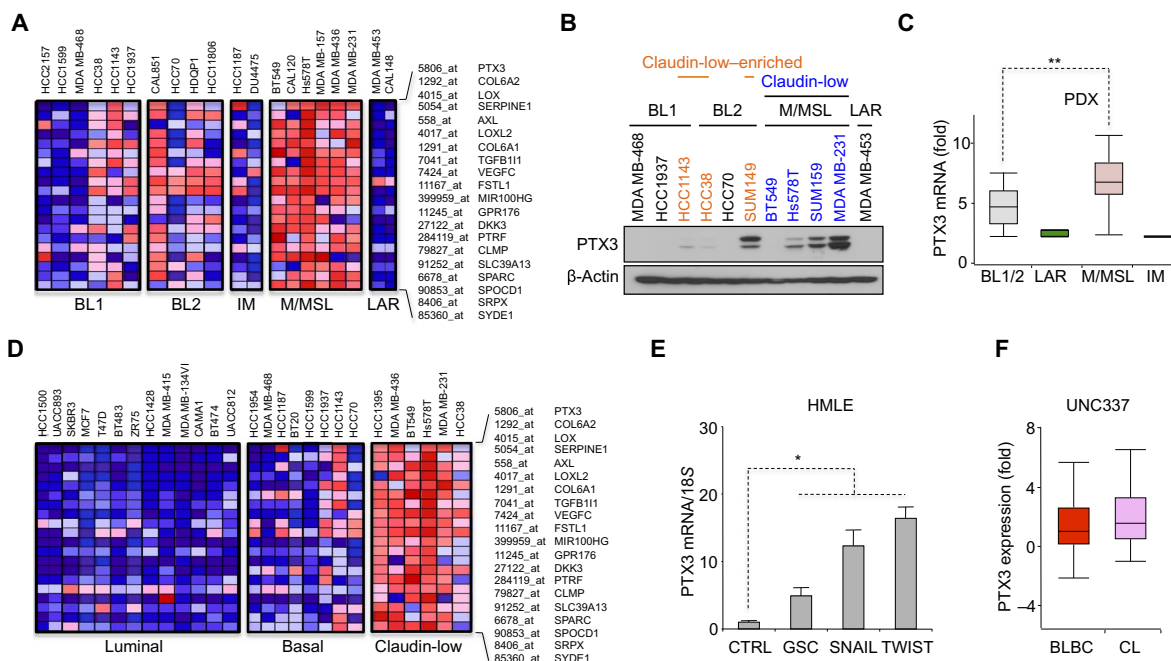 A
HCC2157
HCC1599
MDA MB-468
HCC38
HCC1143
HCC1937
CAL851
HCC70
HDQP1
HCC11806
HCC1187
DU4475
BT549
CAL120
Hs578T
MDA MB-157
MDA MB-436
MDA MB-231
MDA MB-453
CAL148
5806_at PTX3
1292_at COL6A2
4015_at LOX
5054_at SERPINE1
558_at AXL
4017_at LOXL2
1291_at COL6A1
7041_at TGFB1I1
7424_at VEGFC
11167_at FSTL1
399959_at MIR100HG
11245_at GPR176
27122_at DKK3
284119_at PTRF
79827_at CLMP
91252_at SLC39A13
6678_at SPARC
90853_at SPOCD1
8406_at SRPX
85360_at SYDE1
BL1 BL2 IM M/MSL LAR
B
Claudin-low–enriched
Claudin-low
BL1 BL2 M/MSL LAR
MDA MB-468
HCC1937
HCC1143
HCC38
HCC70
SUM149
BT549
Hs578T
SUM159
MDA MB-231
MDA MB-453
PTX3
β-Actin
C
**
PDX
PTX3 mRNA (fold)
10
5
0
BL1/2 LAR M/MSL IM
D
HCC1500
UACC893
SKBR3
MCF7
T47D
BT483
ZR75
HCC1428
MDA MB-415
MDA MB-134VI
CAMA1
BT474
UACC812
HCC1954
MDA MB-468
HCC1187
BT20
HCC1599
HCC1937
HCC1143
HCC70
HCC1395
MDA MB-436
BT549
Hs578T
MDA MB-231
HCC38
5806_at PTX3
1292_at COL6A2
4015_at LOX
5054_at SERPINE1
558_at AXL
4017_at LOXL2
1291_at COL6A1
7041_at TGFB1I1
7424_at VEGFC
11167_at FSTL1
399959_at MIR100HG
11245_at GPR176
27122_at DKK3
284119_at PTRF
79827_at CLMP
91252_at SLC39A13
6678_at SPARC
90853_at SPOCD1
8406_at SRPX
85360_at SYDE1
Luminal Basal Claudin-low
E
HMLE
PTX3 mRNA/18S
30
20
10
0
*
CTRL GSC SNAIL TWIST
F
UNC337
PTX3 expression (fold)
8
4
0
–4
BLBC CL